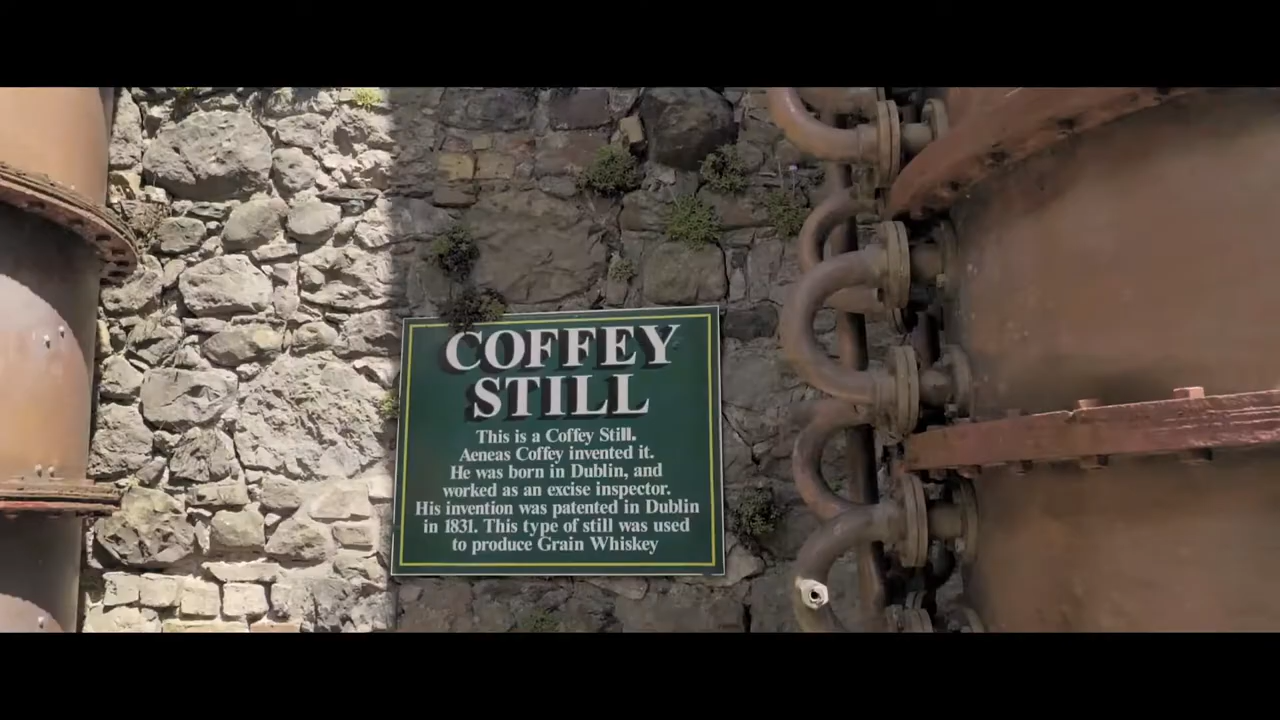 COFFEY
STILL
This is a Coffey Still.
Aeneas Coffey invented it.
He was born in Dublin, and
worked as an excise inspector.
His invention was patented in Dublin
in 1831. This type of still was used
to produce Grain Whiskey